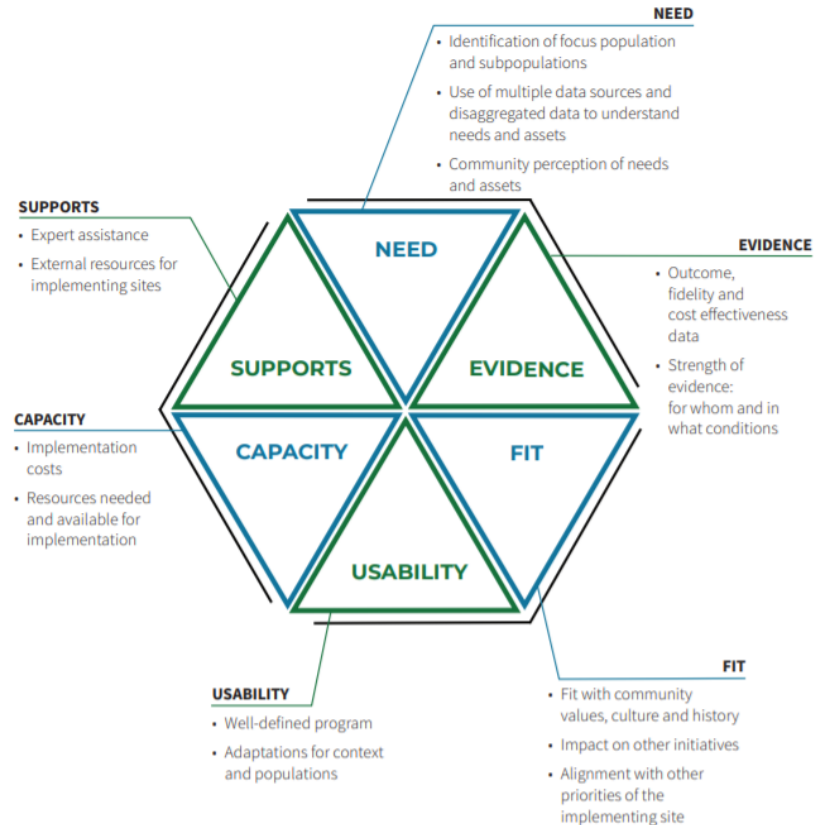 NEED
• Identification of focus population
and subpopulations
• Use of multiple data sources and
disaggregated data to understand
needs and assets
• Community perception of needs
and assets
SUPPORTS
• Expert assistance
• External resources for
implementing sites
EVIDENCE
• Outcome,
fidelity and
cost effectiveness
data
• Strength of
evidence:
for whom and in
what conditions
NEED
SUPPORTS
EVIDENCE
CAPACITY
FIT
USABILITY
CAPACITY
• Implementation
costs
• Resources needed
and available for
implementation
USABILITY
• Well-defined program
• Adaptations for context
and populations
FIT
• Fit with community
values, culture and history
• Impact on other initiatives
• Alignment with other
priorities of the
implementing site